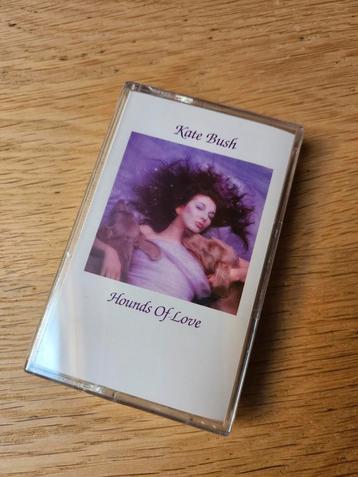 Kate Bush
Hounds Of Love